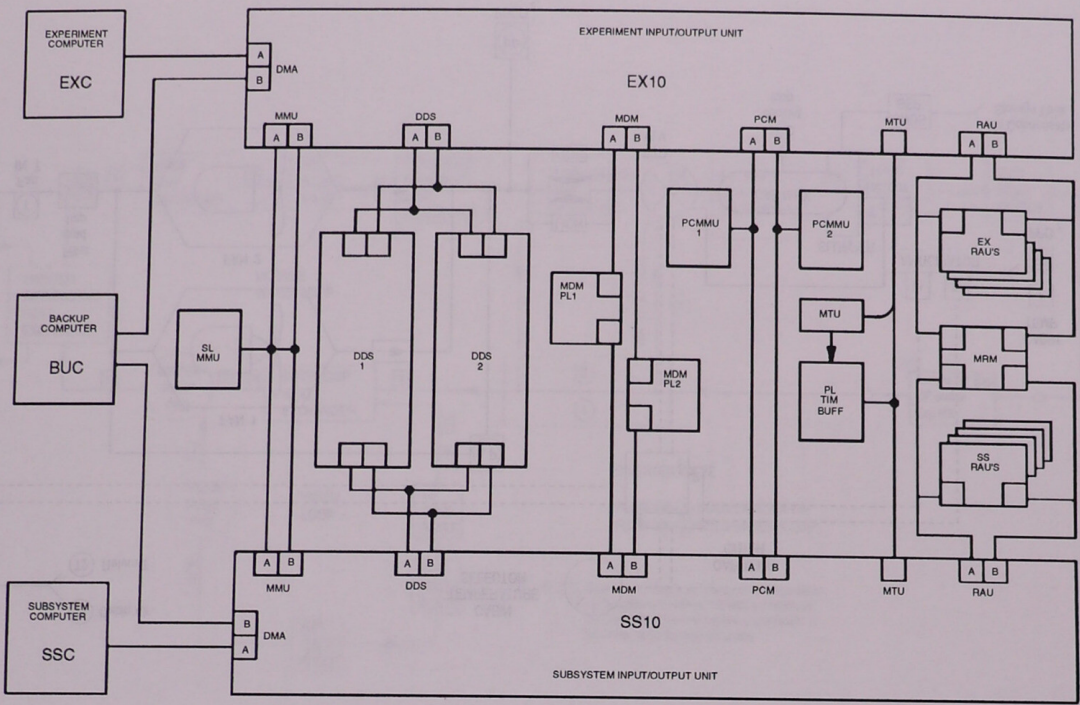 EXPERIMENT
COMPUTER
EXC
EXPERIMENT INPUT/OUTPUT UNIT
EX10
A
B
DMA
MMU
A B
DDS
A B
MDM
A B
PCM
A B
MTU
RAU
A B
BACKUP
COMPUTER
BUC
SL
MMU
DDS
1
DDS
2
MDM
PL1
MDM
PL2
PCMMU
1
PCMMU
2
MTU
PL
TIM
BUFF
EX
RAU'S
MRM
SS
RAU'S
A B
MMU
A B
DDS
A B
MDM
A B
PCM
MTU
A B
RAU
SUBSYSTEM
COMPUTER
SSC
B
A
DMA
SS10
SUBSYSTEM INPUT/OUTPUT UNIT